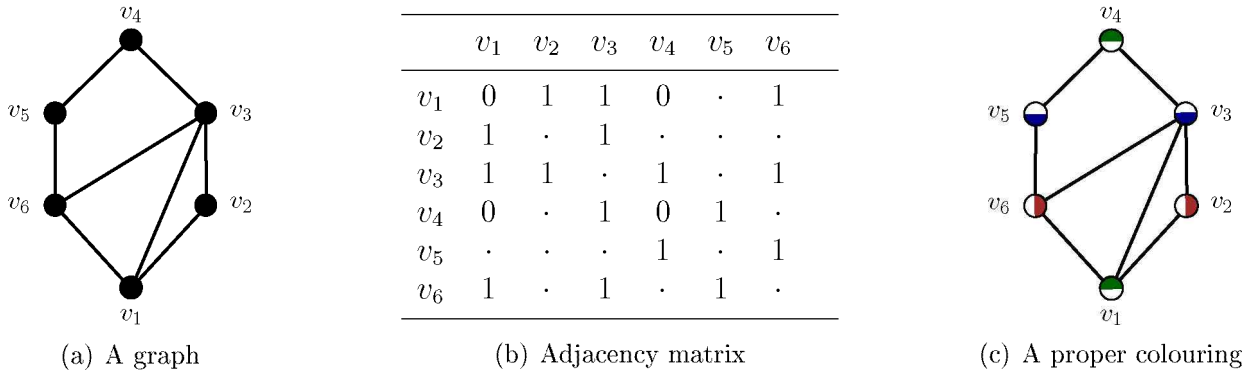 v4
v5
v3
v6
v2
v1
(a) A graph
v1 v2 v3 v4 v5 v6
v1 0 1 1 0 · 1
v2 1 · 1 · · ·
v3 1 1 · 1 · 1
v4 0 · 1 0 1 ·
v5 · · · 1 · 1
v6 1 · 1 · 1 ·
(b) Adjacency matrix
v4
v5
v3
v6
v2
v1
(c) A proper colouring